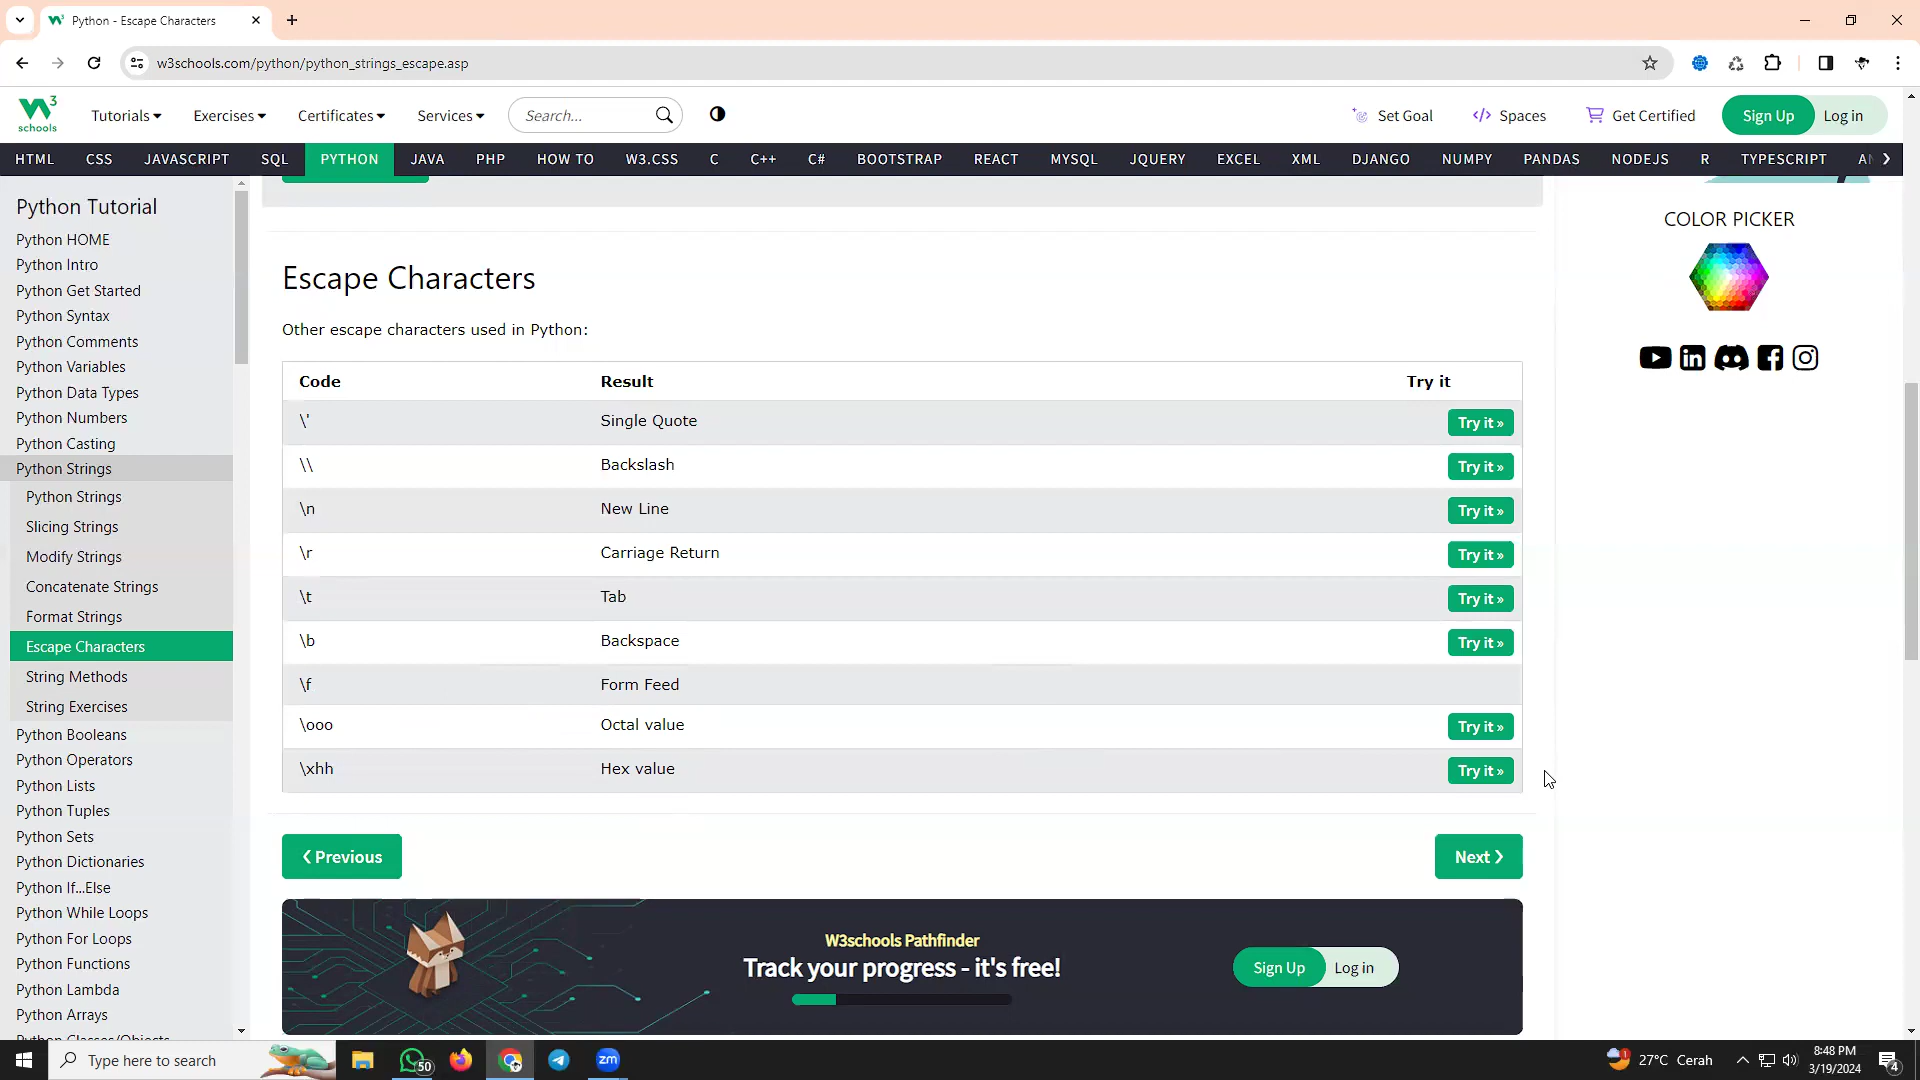 Python - Escape Characters
w3schools.com/python/python_strings_escape.asp
W3
schools
Tutorials
Exercises
Certificates
Services
Search...
Set Goal
Spaces
Get Certified
Sign Up
Log in
HTML
CSS
JAVASCRIPT
SQL
PYTHON
JAVA
PHP
HOW TO
W3.CSS
C
C++
C#
BOOTSTRAP
REACT
MYSQL
JQUERY
EXCEL
XML
DJANGO
NUMPY
PANDAS
NODEJS
R
TYPESCRIPT
Python Tutorial
Python HOME
Python Intro
Python Get Started
Python Syntax
Python Comments
Python Variables
Python Data Types
Python Numbers
Python Casting
Python Strings
Python Strings
Slicing Strings
Modify Strings
Concatenate Strings
Format Strings
Escape Characters
String Methods
String Exercises
Python Booleans
Python Operators
Python Lists
Python Tuples
Python Sets
Python Dictionaries
Python If...Else
Python While Loops
Python For Loops
Python Functions
Python Lambda
Python Arrays
Python Classes/Objects
Escape Characters
Other escape characters used in Python:
Code Result Try it
\' Single Quote Try it »
\\ Backslash Try it »
\n New Line Try it »
\r Carriage Return Try it »
\t Tab Try it »
\b Backspace Try it »
\f Form Feed
\ooo Octal value Try it »
\xhh Hex value Try it »
❮ Previous
Next ❯
W3schools Pathfinder
Track your progress - it's free!
Sign Up
Log in
COLOR PICKER
Type here to search
50
zm
1
27°C Cerah
8:48 PM
3/19/2024
4